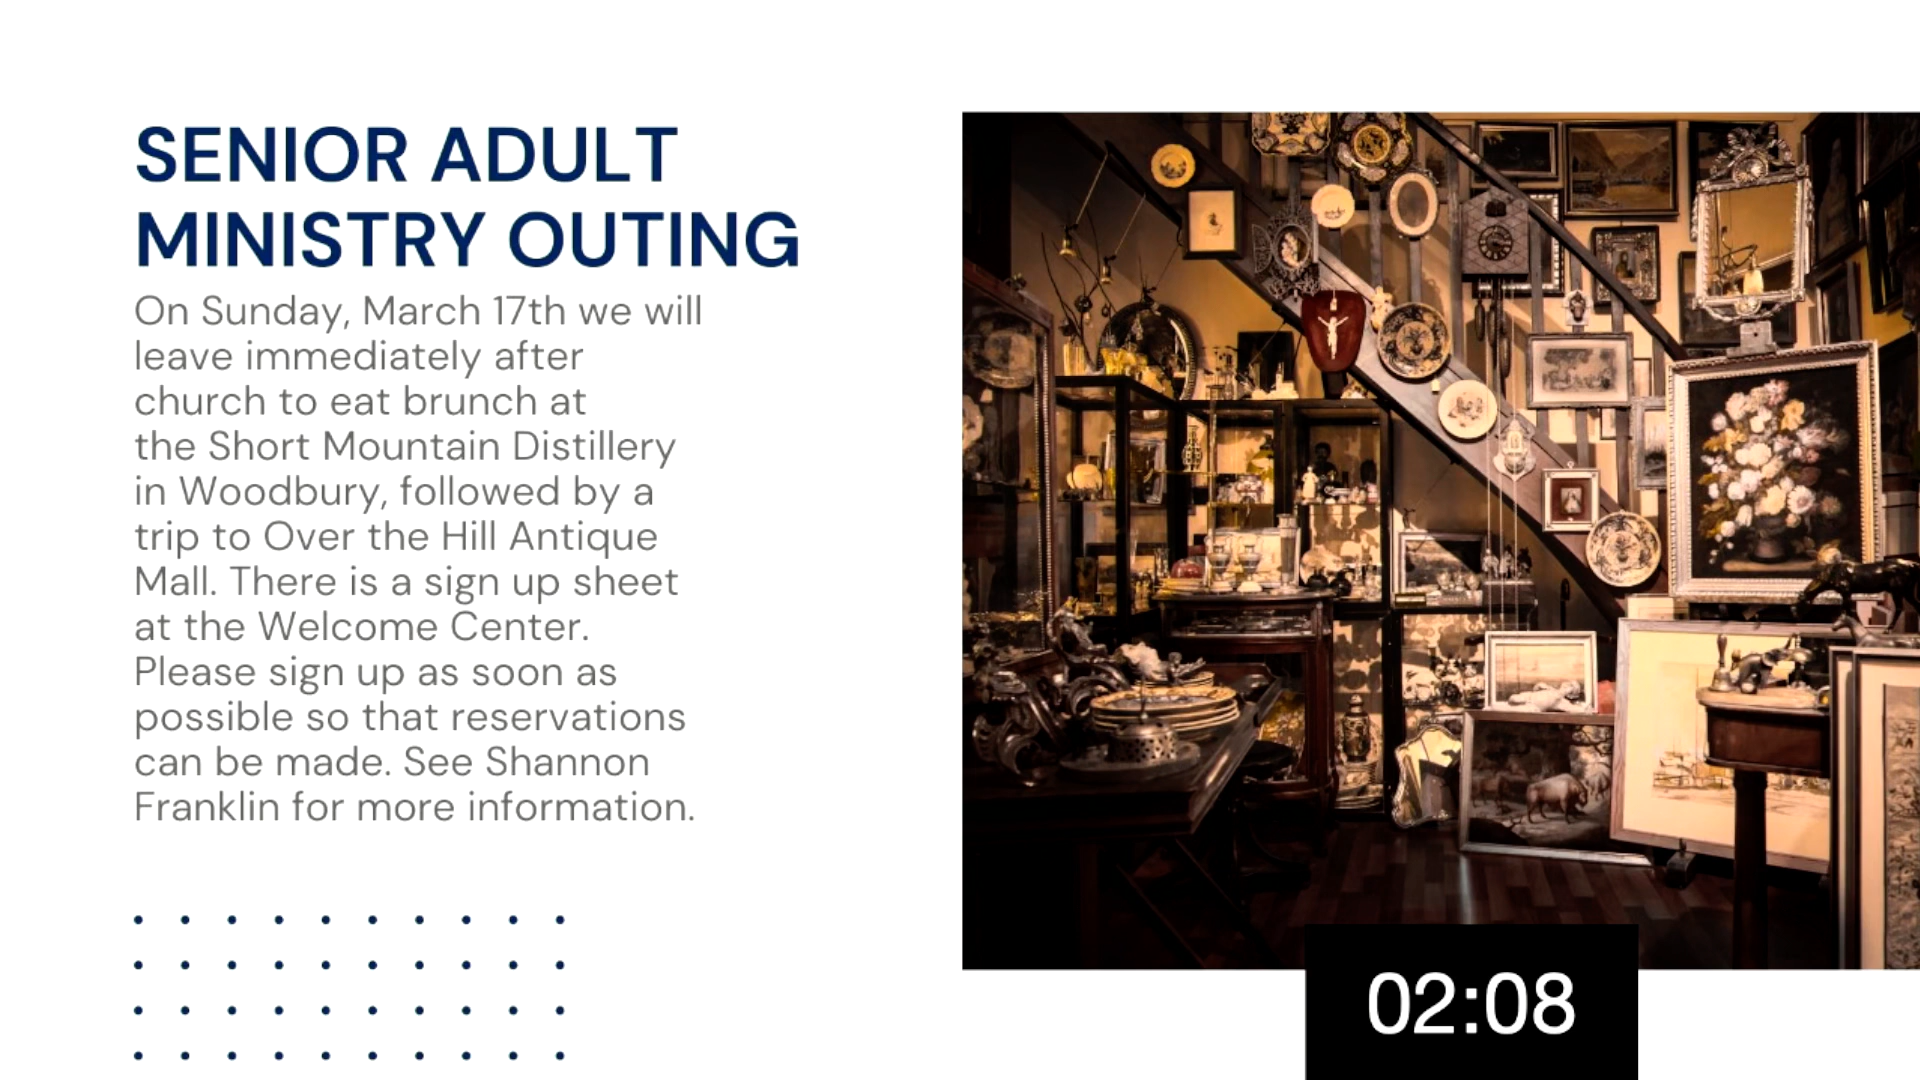 SENIOR ADULT
MINISTRY OUTING
On Sunday, March 17th we will
leave immediately after
church to eat brunch at
the Short Mountain Distillery
in Woodbury, followed by a
trip to Over the Hill Antique
Mall. There is a sign up sheet
at the Welcome Center.
Please sign up as soon as
possible so that reservations
can be made. See Shannon
Franklin for more information.
02:08